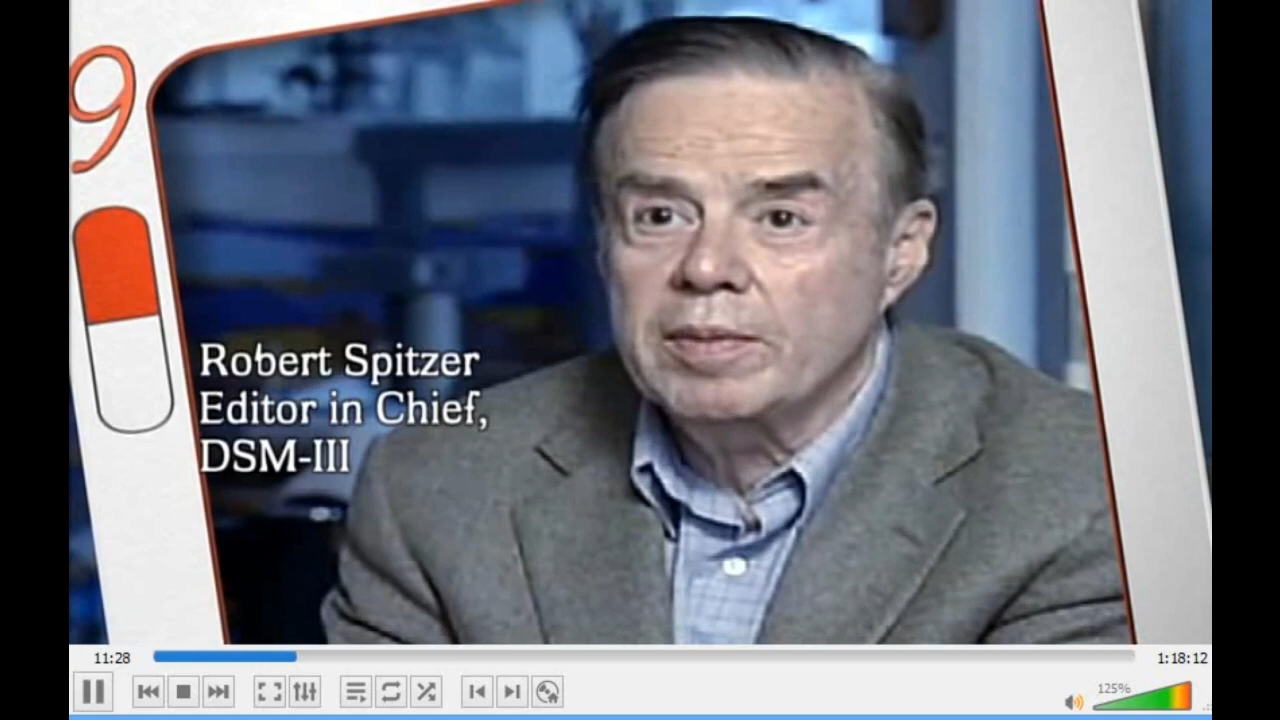 9
Robert Spitzer
Editor in Chief,
DSM-III
11:28
1:18:12
125%